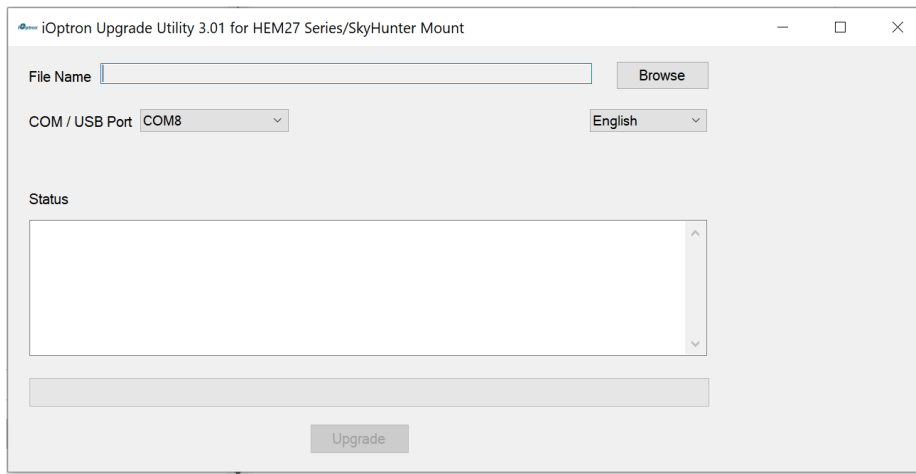 iOptron iOptron Upgrade Utility 3.01 for HEM27 Series/SkyHunter Mount
File Name Browse
COM / USB Port COM8 English
Status
Upgrade